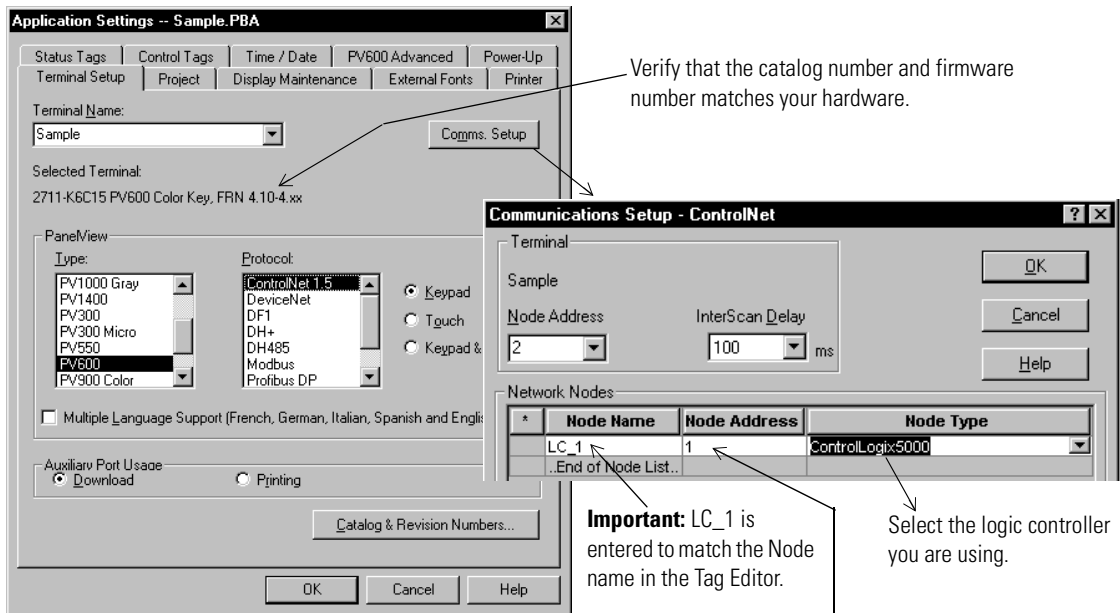 Application Settings -- Sample.PBA
Status Tags
Control Tags
Time / Date
PV600 Advanced
Power-Up
Terminal Setup
Project
Display Maintenance
External Fonts
Printer
Terminal Name:
Sample
Comms. Setup
Selected Terminal:
2711-K6C15 PV600 Color Key, FRN 4.10-4.xx
PanelView
Type:
PV1000 Gray
PV1400
PV300
PV300 Micro
PV550
PV600
PV900 Color
Protocol:
ControlNet 1.5
DeviceNet
DF1
DH+
DH485
Modbus
Profibus DP
Keypad
Touch
Keypad &
Multiple Language Support (French, German, Italian, Spanish and Englis
Auxiliary Port Usage
Download
Printing
Catalog & Revision Numbers...
OK
Cancel
Help
Verify that the catalog number and firmware
number matches your hardware.
Communications Setup - ControlNet
Terminal
Sample
Node Address
2
InterScan Delay
100 ms
OK
Cancel
Help
Network Nodes
* Node Name Node Address Node Type
LC_1 1 ControlLogix5000
..End of Node List..
Important: LC_1 is
entered to match the Node
name in the Tag Editor.
Select the logic controller
you are using.